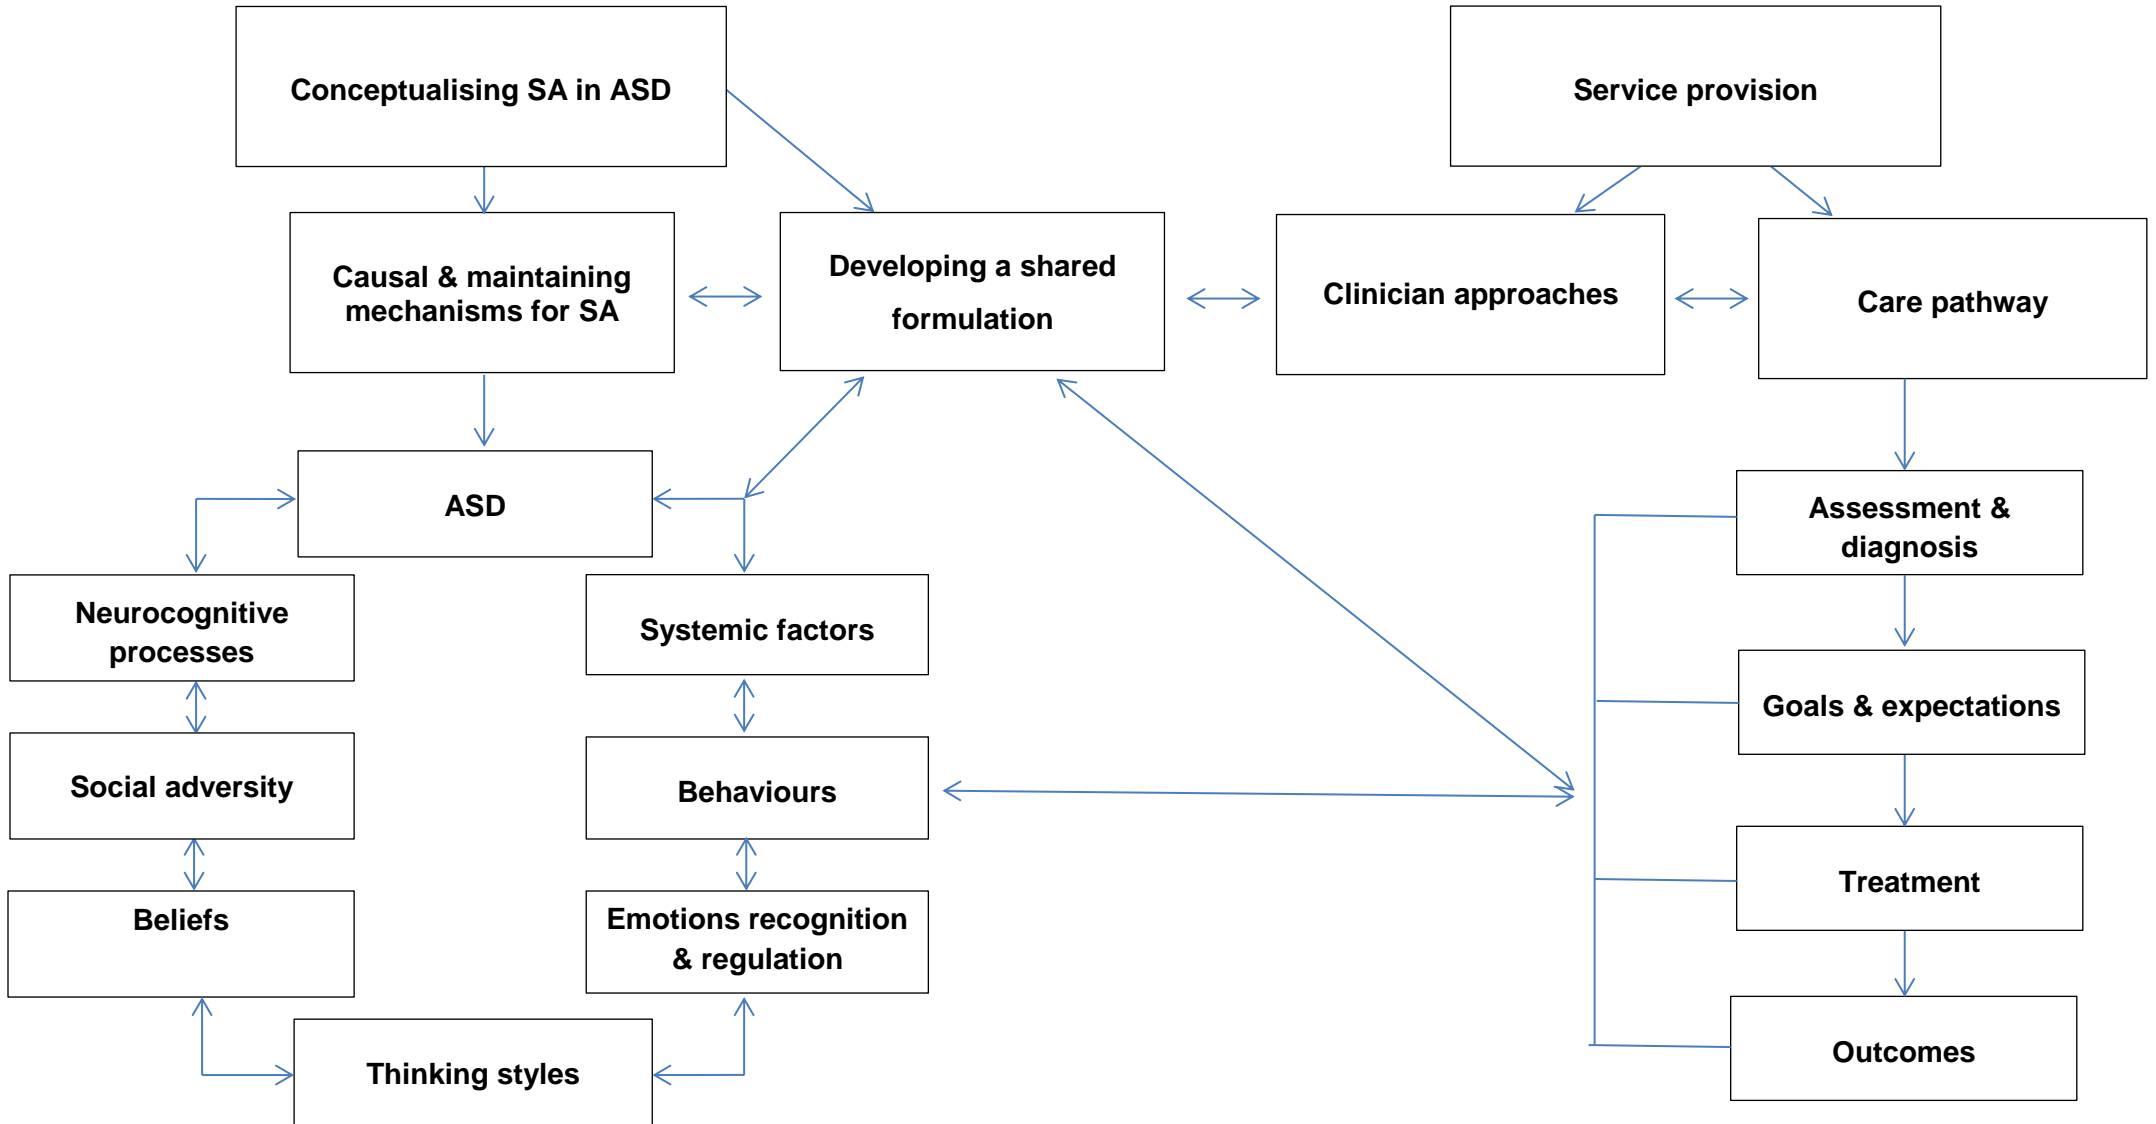 Conceptualising SA in ASD
Service provision
Causal & maintaining
mechanisms for SA
Developing a shared
formulation
Clinician approaches
Care pathway
ASD
Assessment &
diagnosis
Neurocognitive
processes
Systemic factors
Goals & expectations
Social adversity
Behaviours
Treatment
Beliefs
Emotions recognition
& regulation
Thinking styles
Outcomes